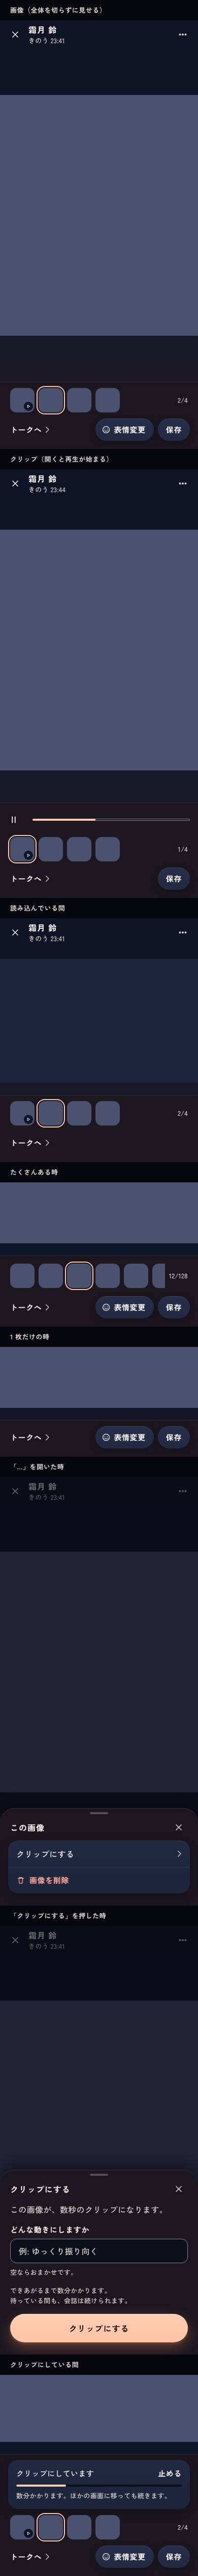 画像（全体を切らずに見せる）
霜月 鈴
きのう 23:41
2/4
トークへ
表情変更
保存
クリップ（開くと再生が始まる）
霜月 鈴
きのう 23:44
1/4
トークへ
保存
読み込んでいる間
霜月 鈴
きのう 23:41
2/4
トークへ
たくさんある時
12/128
トークへ
表情変更
保存
1 枚だけの時
トークへ
表情変更
保存
「…」を開いた時
霜月 鈴
きのう 23:41
この画像
クリップにする
画像を削除
「クリップにする」を押した時
霜月 鈴
きのう 23:41
クリップにする
この画像が、数秒のクリップになります。
どんな動きにしますか
例: ゆっくり振り向く
空ならおまかせです。
できあがるまで数分かかります。
待っている間も、会話は続けられます。
クリップにする
クリップにしている間
クリップにしています
止める
数分かかります。ほかの画面に移っても続きます。
2/4
トークへ
表情変更
保存